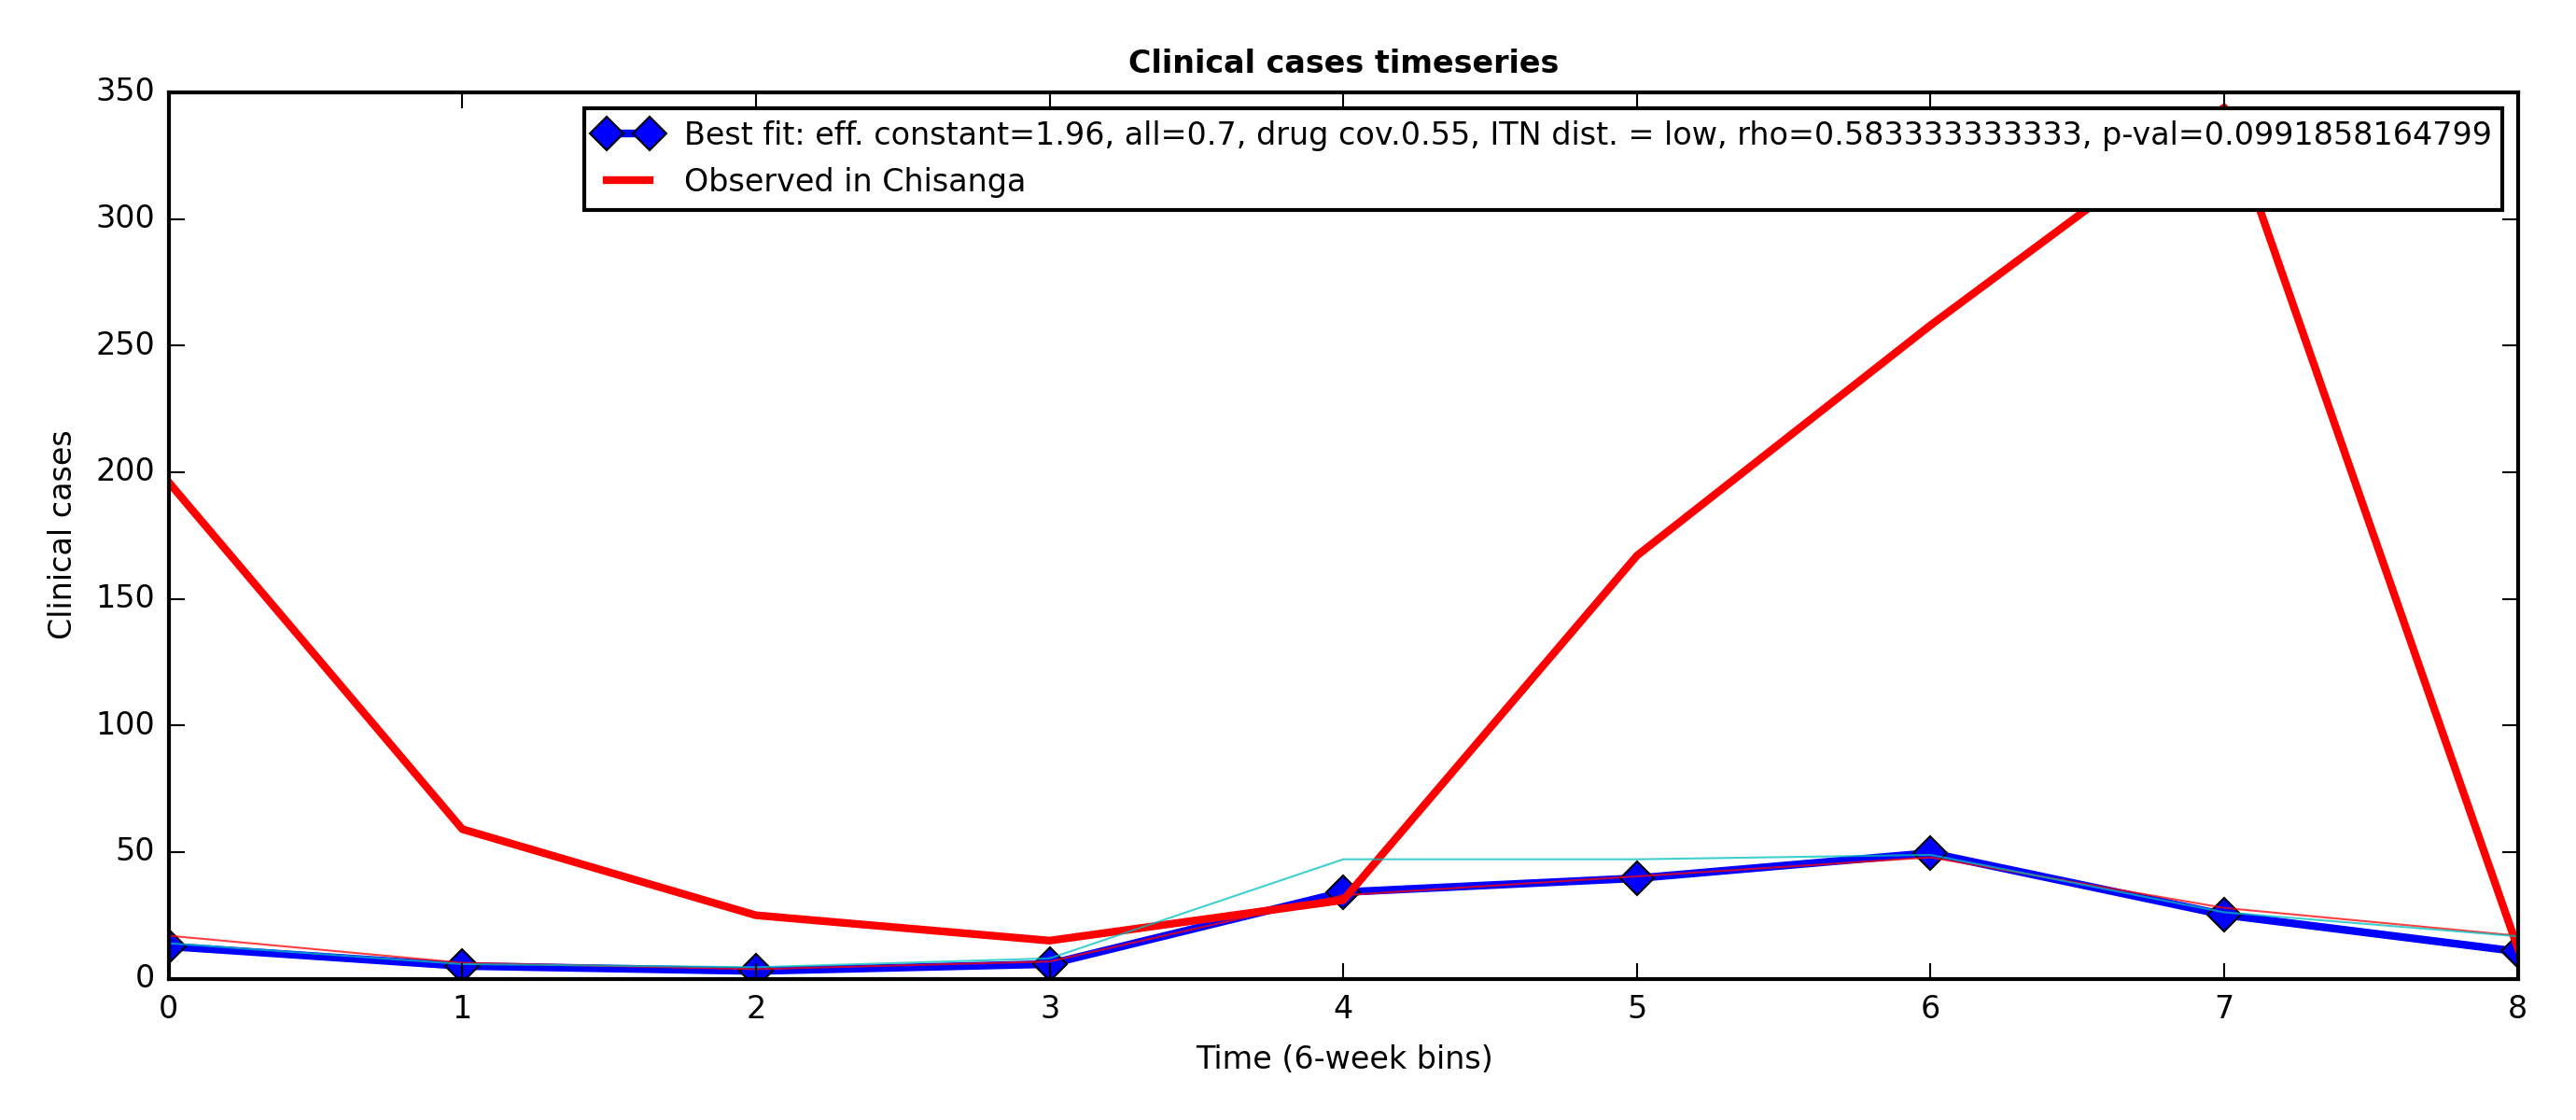 Clinical cases timeseries
350
300
250
200
150
100
50
0
Clinical cases
Best fit: eff. constant=1.96, all=0.7, drug cov.0.55, ITN dist. = low, rho=0.583333333333, p-val=0.0991858164799
Observed in Chisanga
0 1 2 3 4 5 6 7 8
Time (6-week bins)